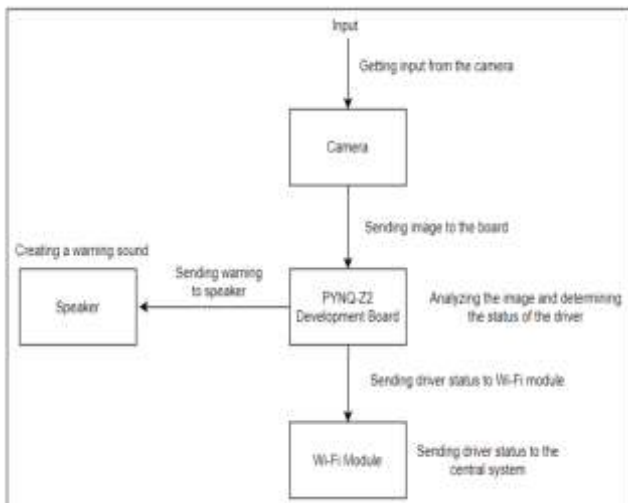 Input
Getting input from the camera
Camera
Sending image to the board
Creating a warning sound
Sending warning
to speaker
Speaker
PYNQ-Z2
Development Board
Analyzing the image and determining
the status of the driver
Sending driver status to Wi-Fi module
Wi-Fi Module
Sending driver status to the
central system